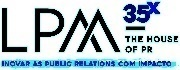 LPM
35x
THE HOUSE
OF PR
INOVAR AS PUBLIC RELATIONS COM IMPACTO